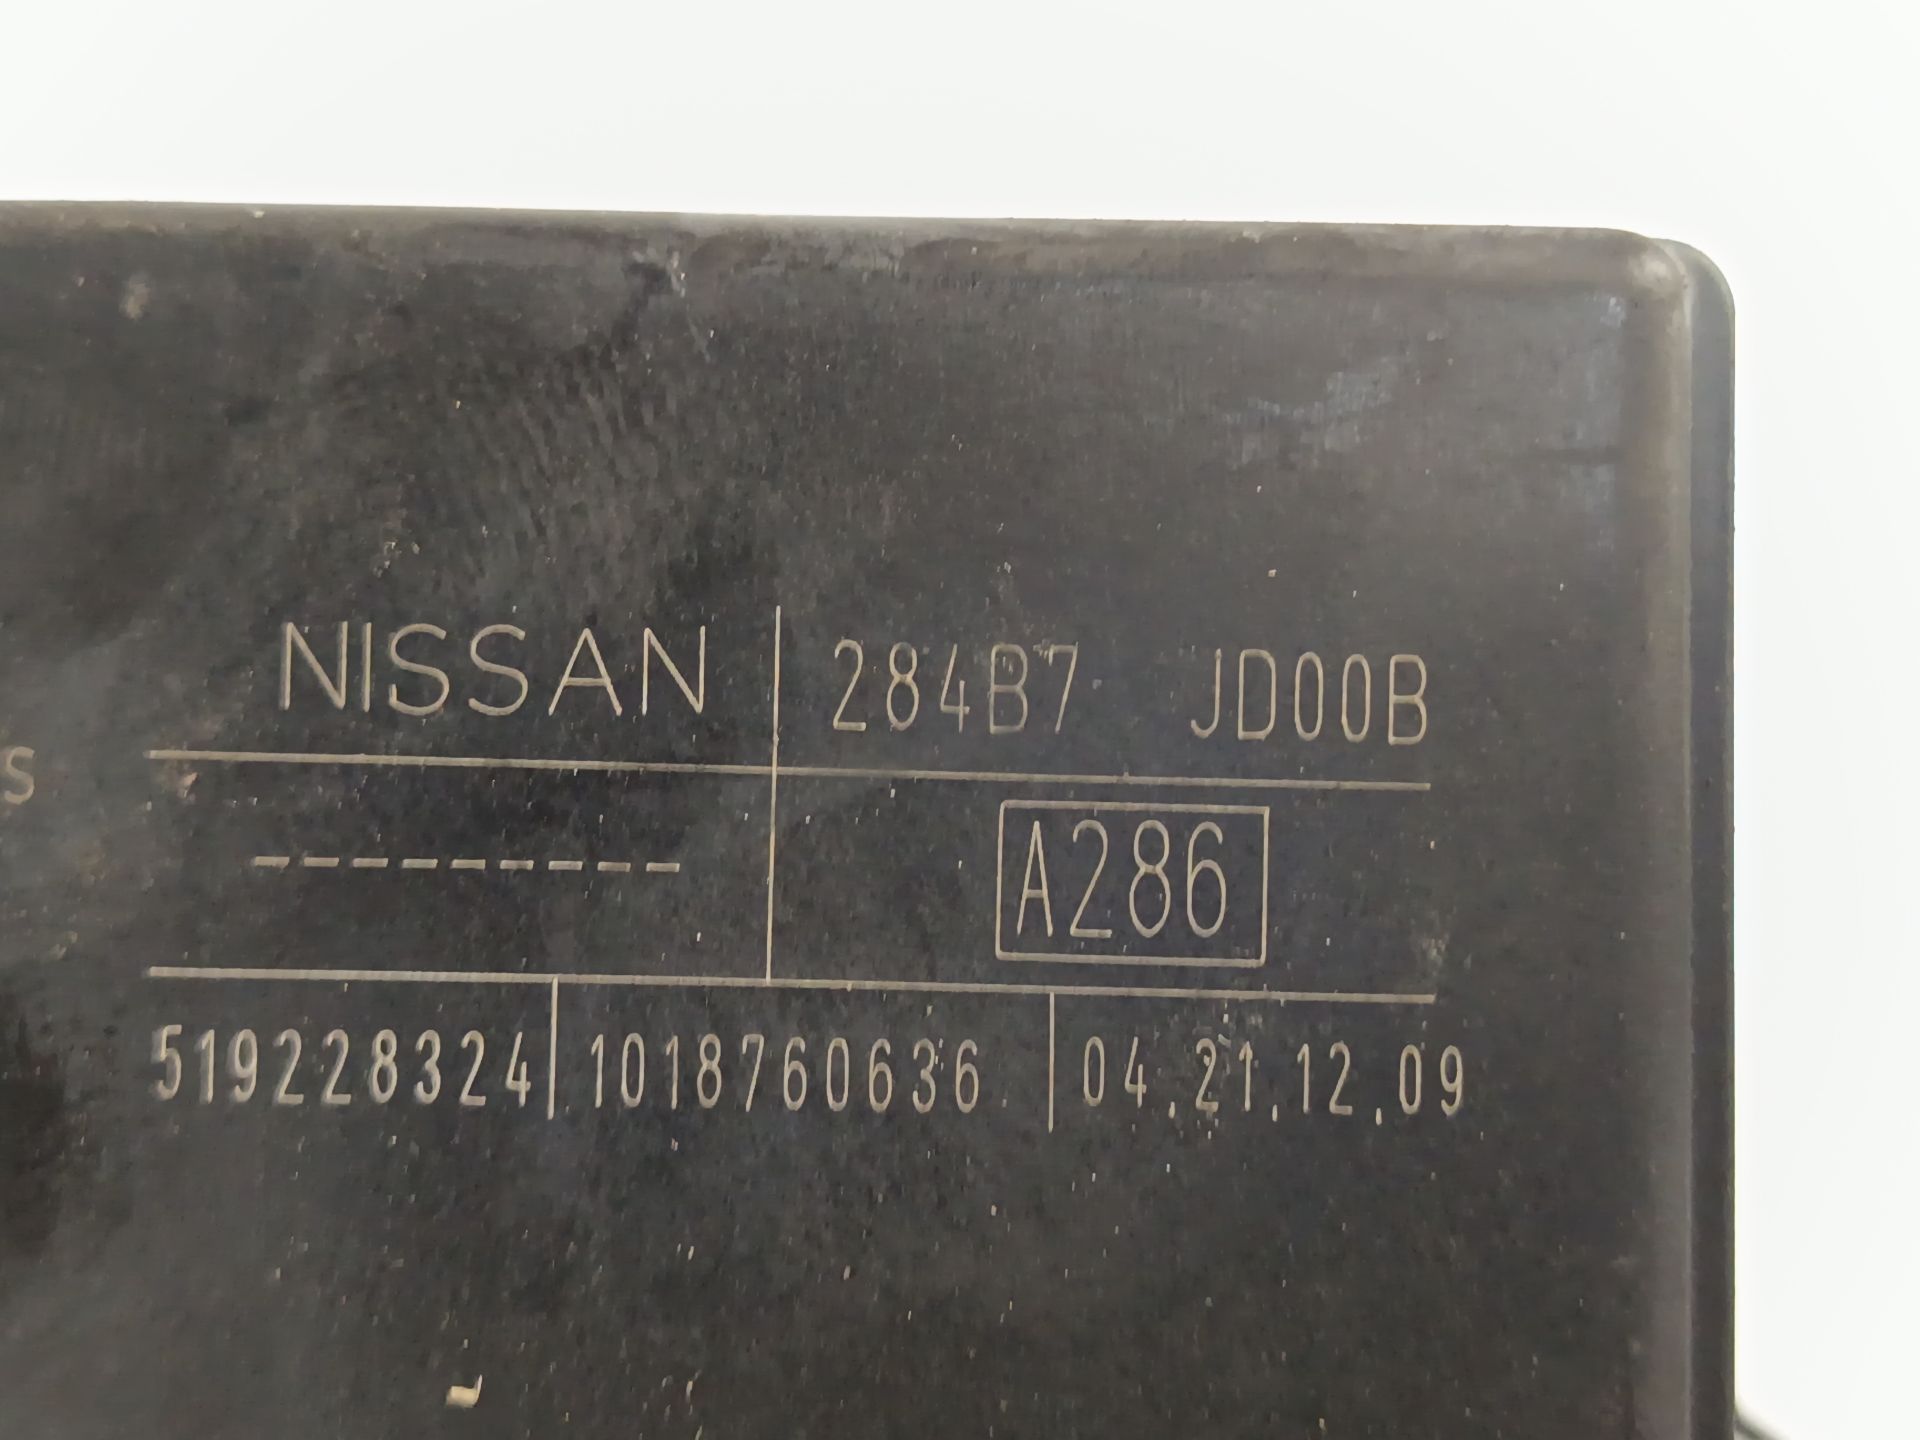 NISSAN 284B7 JD00B
S
--------- A286
519228324 1018760636 04.21.12.09